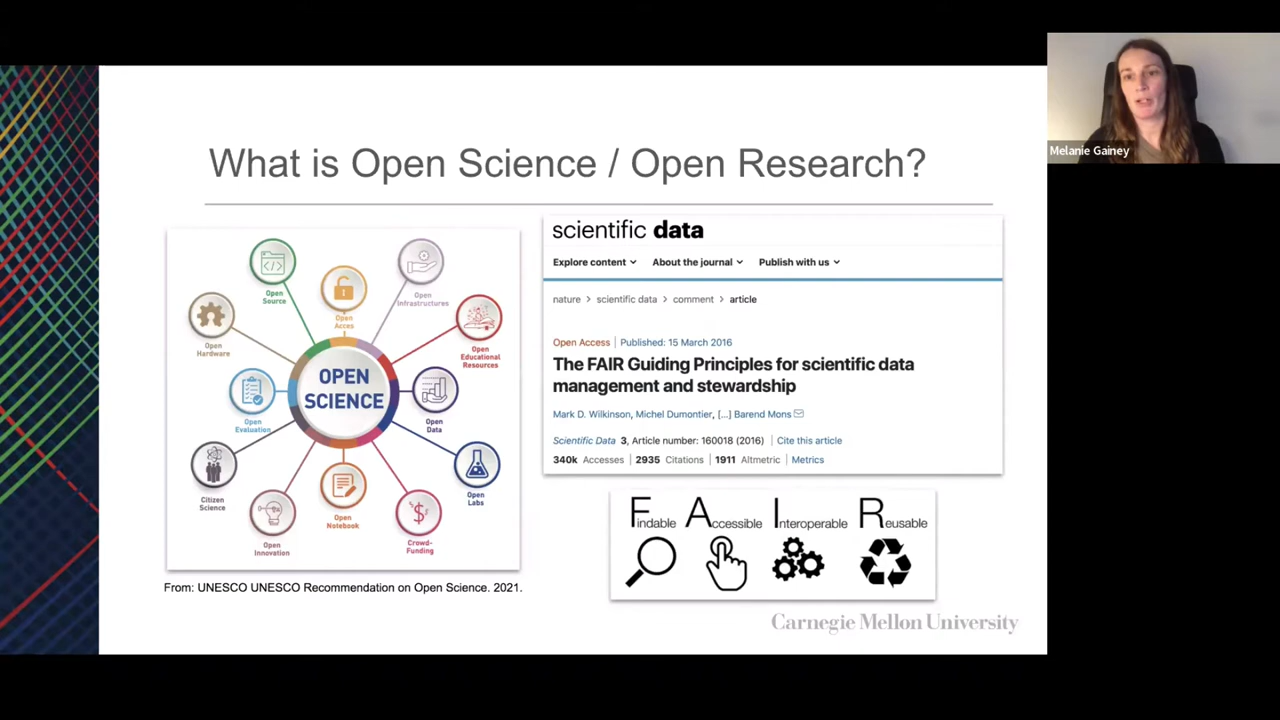 What is Open Science / Open Research?
Melanie Gainey
Open
Source
Open
Acces
Open
Infrastructures
Open
Hardware
Open
Educational
Resources
OPEN
SCIENCE
Open
Evaluation
Open
Data
Citizen
Science
Open
Labs
Open
Innovation
Open
Notebook
Crowd-
Funding
From: UNESCO UNESCO Recommendation on Open Science. 2021.
scientific data
Explore content About the journal Publish with us
nature > scientific data > comment > article
Open Access | Published: 15 March 2016
The FAIR Guiding Principles for scientific data
management and stewardship
Mark D. Wilkinson, Michel Dumontier, [...] Barend Mons
Scientific Data 3, Article number: 160018 (2016) | Cite this article
340k Accesses | 2935 Citations | 1911 Altmetric | Metrics
Findable Accessible Interoperable Reusable
Carnegie Mellon University